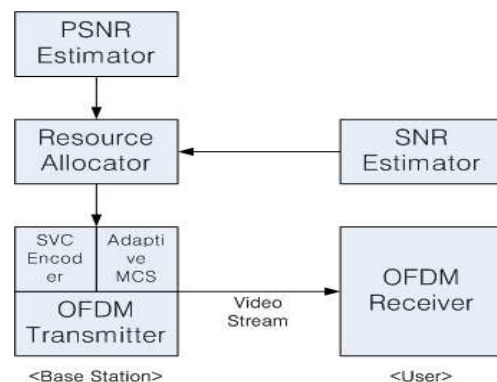 PSNR
Estimator
Resource
Allocator
SNR
Estimator
SVC
Encod
er
Adapti
ve
MCS
OFDM
Transmitter
Video
Stream
OFDM
Receiver
<Base Station>
<User>